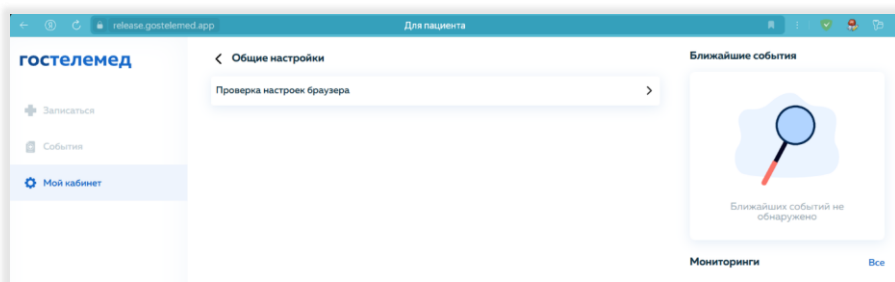 release.gostelemed.app
Для пациента
гостелемед
Записаться
События
Мой кабинет
Общие настройки
Проверка настроек браузера
Ближайшие события
Ближайших событий не
обнаружено
Мониторинги
Все